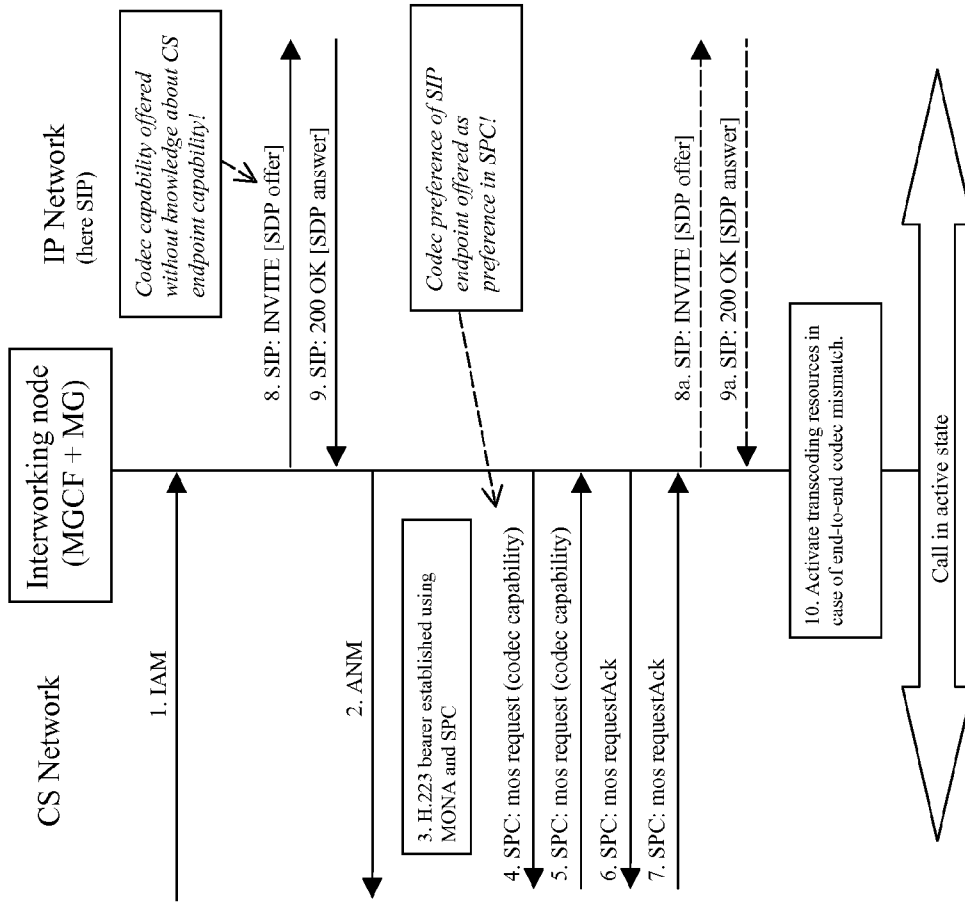 CS Network
Interworking node
(MGCF + MG)
IP Network
(here SIP)
Codec capability offered
without knowledge about CS
endpoint capability!
1. IAM
8. SIP: INVITE [SDP offer]
9. SIP: 200 OK [SDP answer]
2. ANM
3. H.223 bearer established using
MONA and SPC
Codec preference of SIP
endpoint offered as
preference in SPC!
4. SPC: mos request (codec capability)
5. SPC: mos request (codec capability)
6. SPC: mos requestAck
7. SPC: mos requestAck
8a. SIP: INVITE [SDP offer]
9a. SIP: 200 OK [SDP answer]
10. Activate transcoding resources in
case of end-to-end codec mismatch.
Call in active state